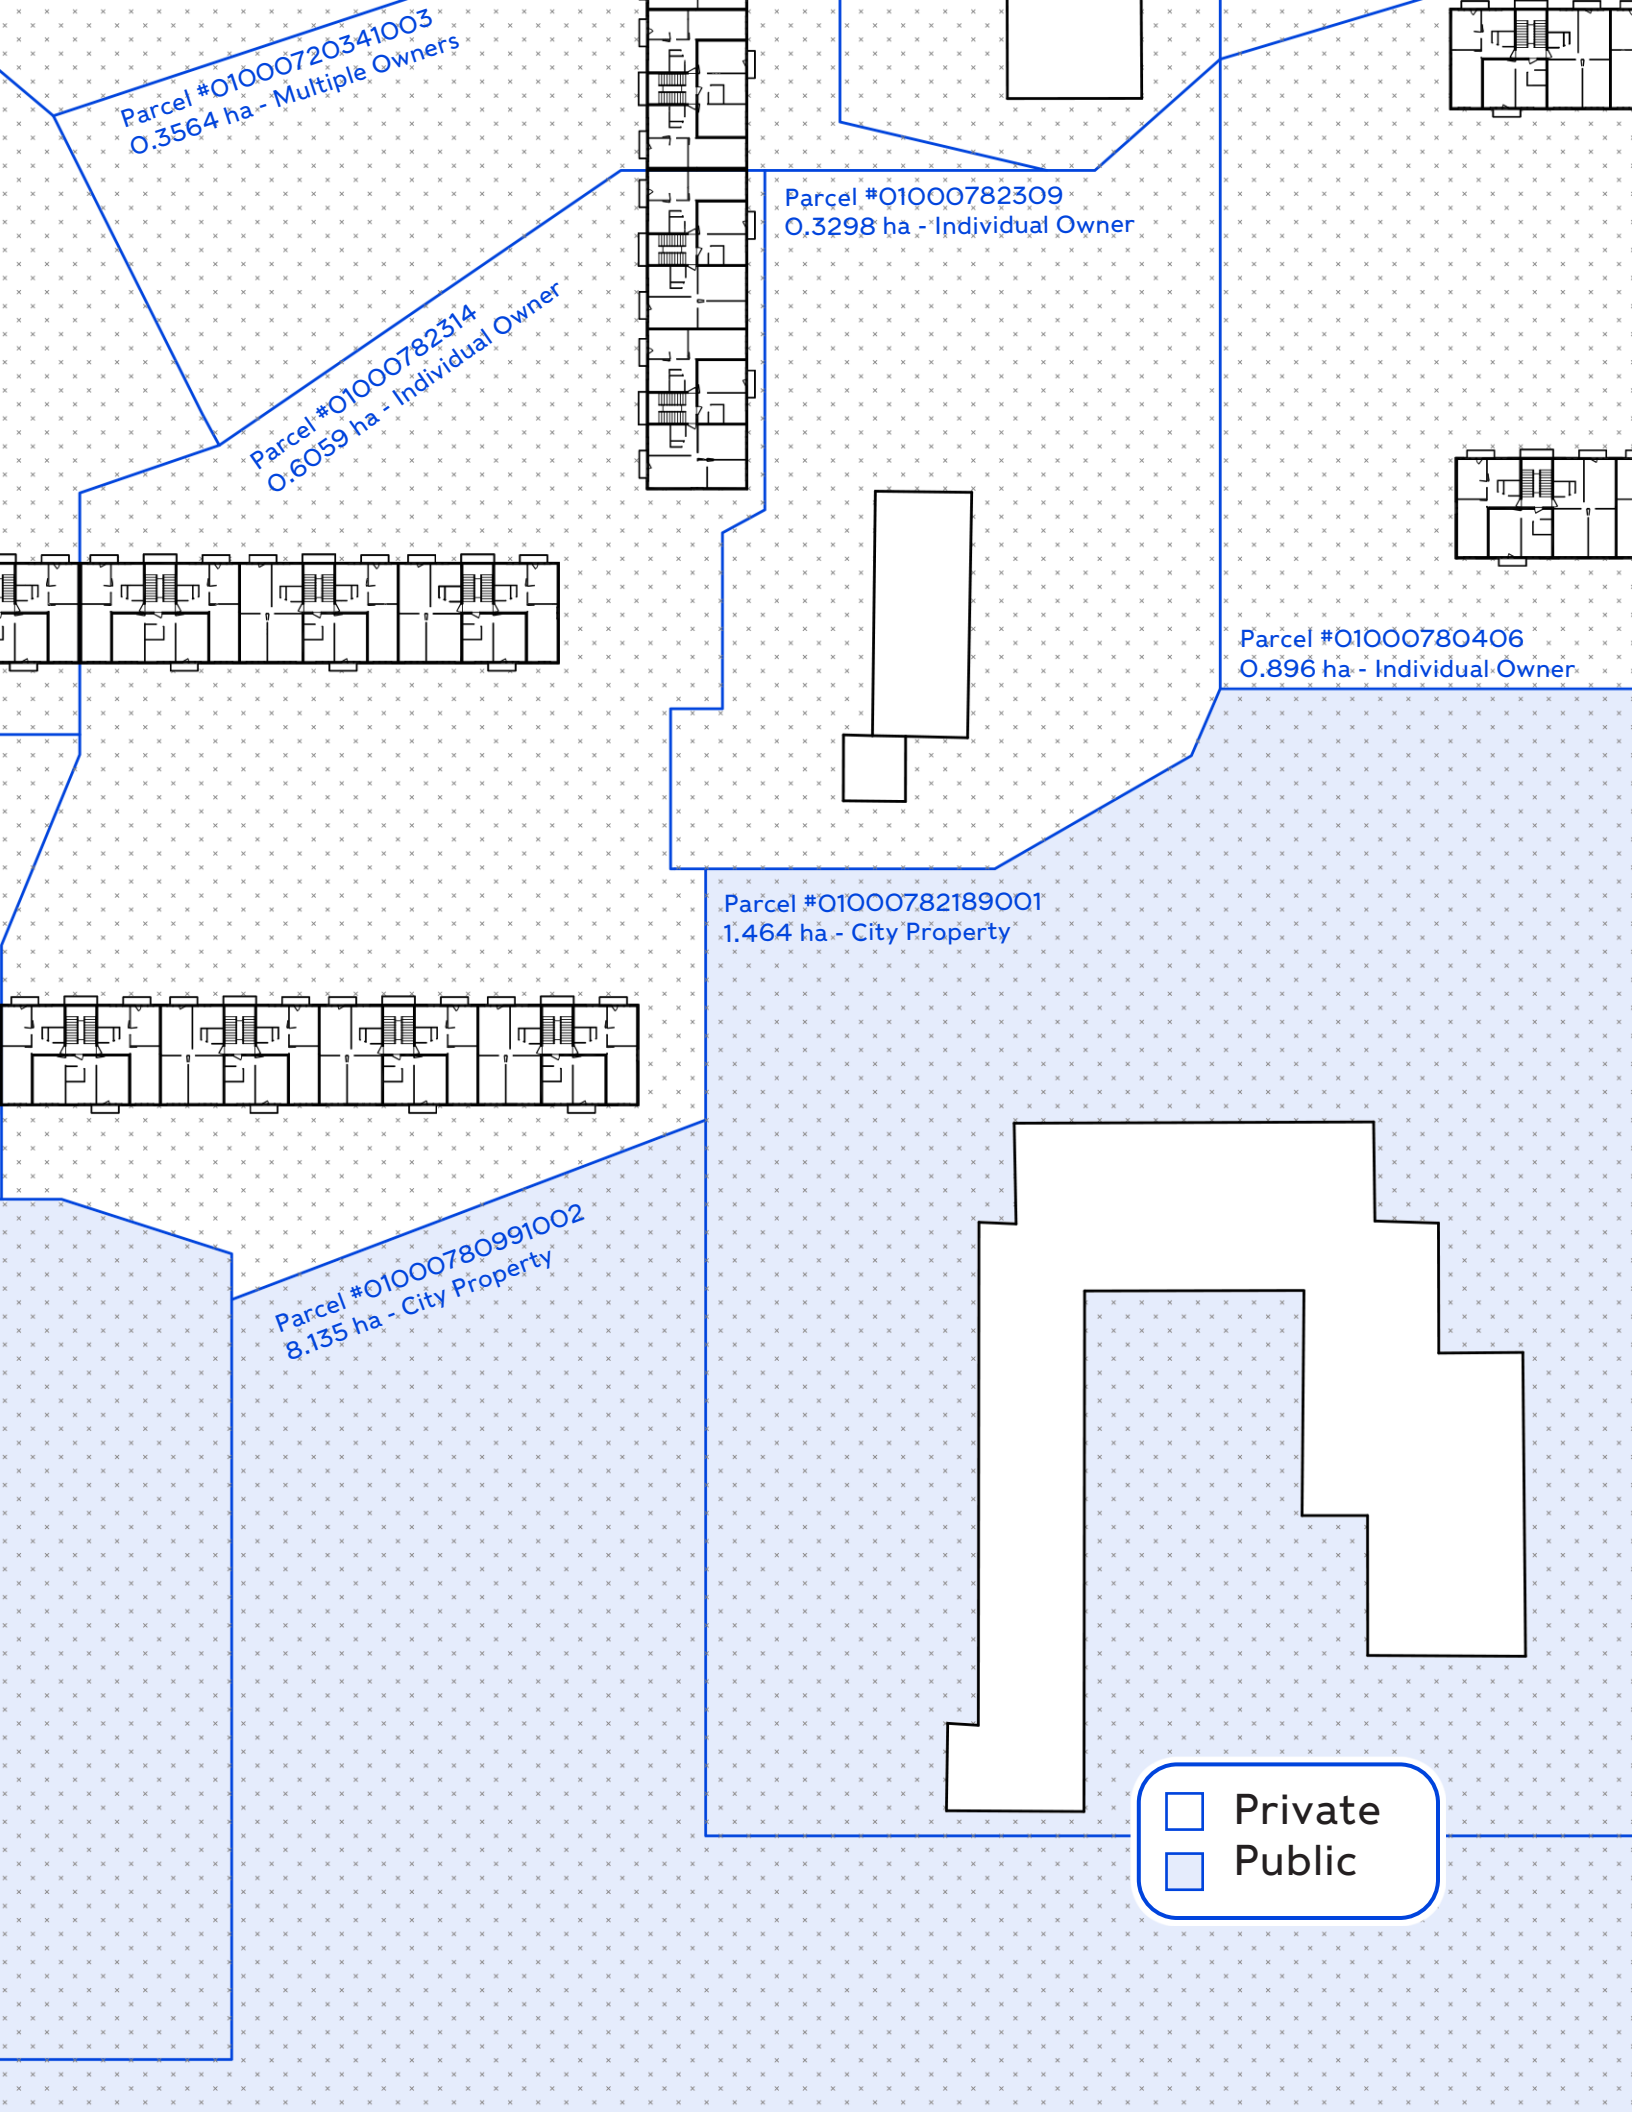 Parcel #01000720341003
0.3564 ha - Multiple Owners
Parcel #01000782309
0.3298 ha - Individual Owner
Parcel #01000782314
0.6059 ha - Individual Owner
Parcel #01000780406
0.896 ha - Individual Owner
Parcel #01000782189001
1.464 ha - City Property
Parcel #01000780991002
8.135 ha - City Property
Private
Public